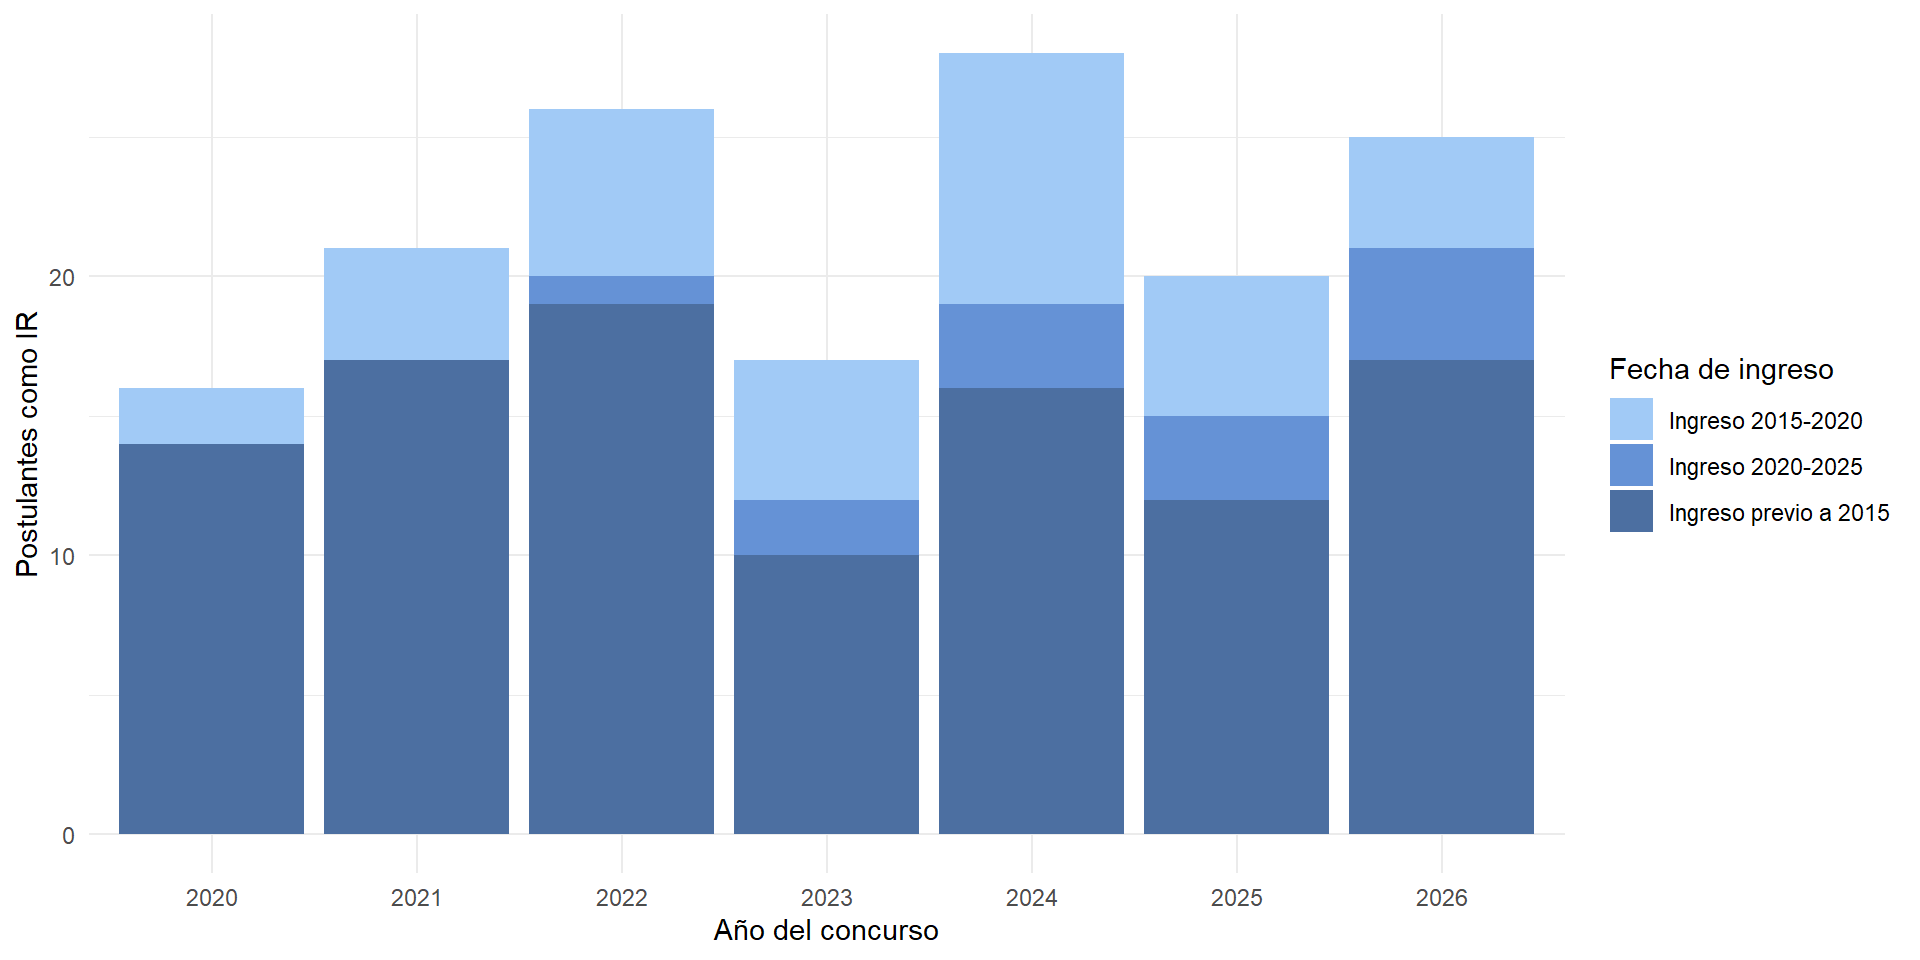 Postulantes como IR
20
10
0
2020 2021 2022 2023 2024 2025 2026
Año del concurso
Fecha de ingreso
Ingreso 2015-2020
Ingreso 2020-2025
Ingreso previo a 2015